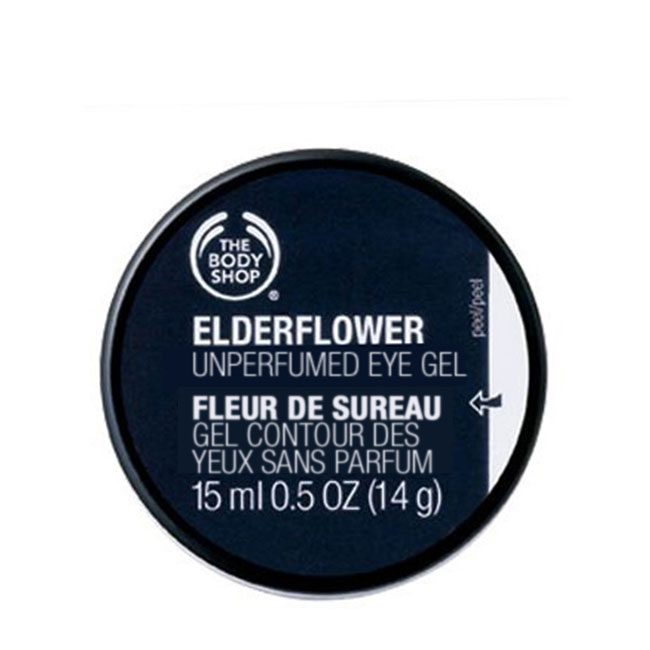 THE
BODY
SHOP
®
ELDERFLOWER
UNPERFUMED EYE GEL
FLEUR DE SUREAU
GEL CONTOUR DES
YEUX SANS PARFUM
15 ml 0.5 OZ (14 g)
peel/peel